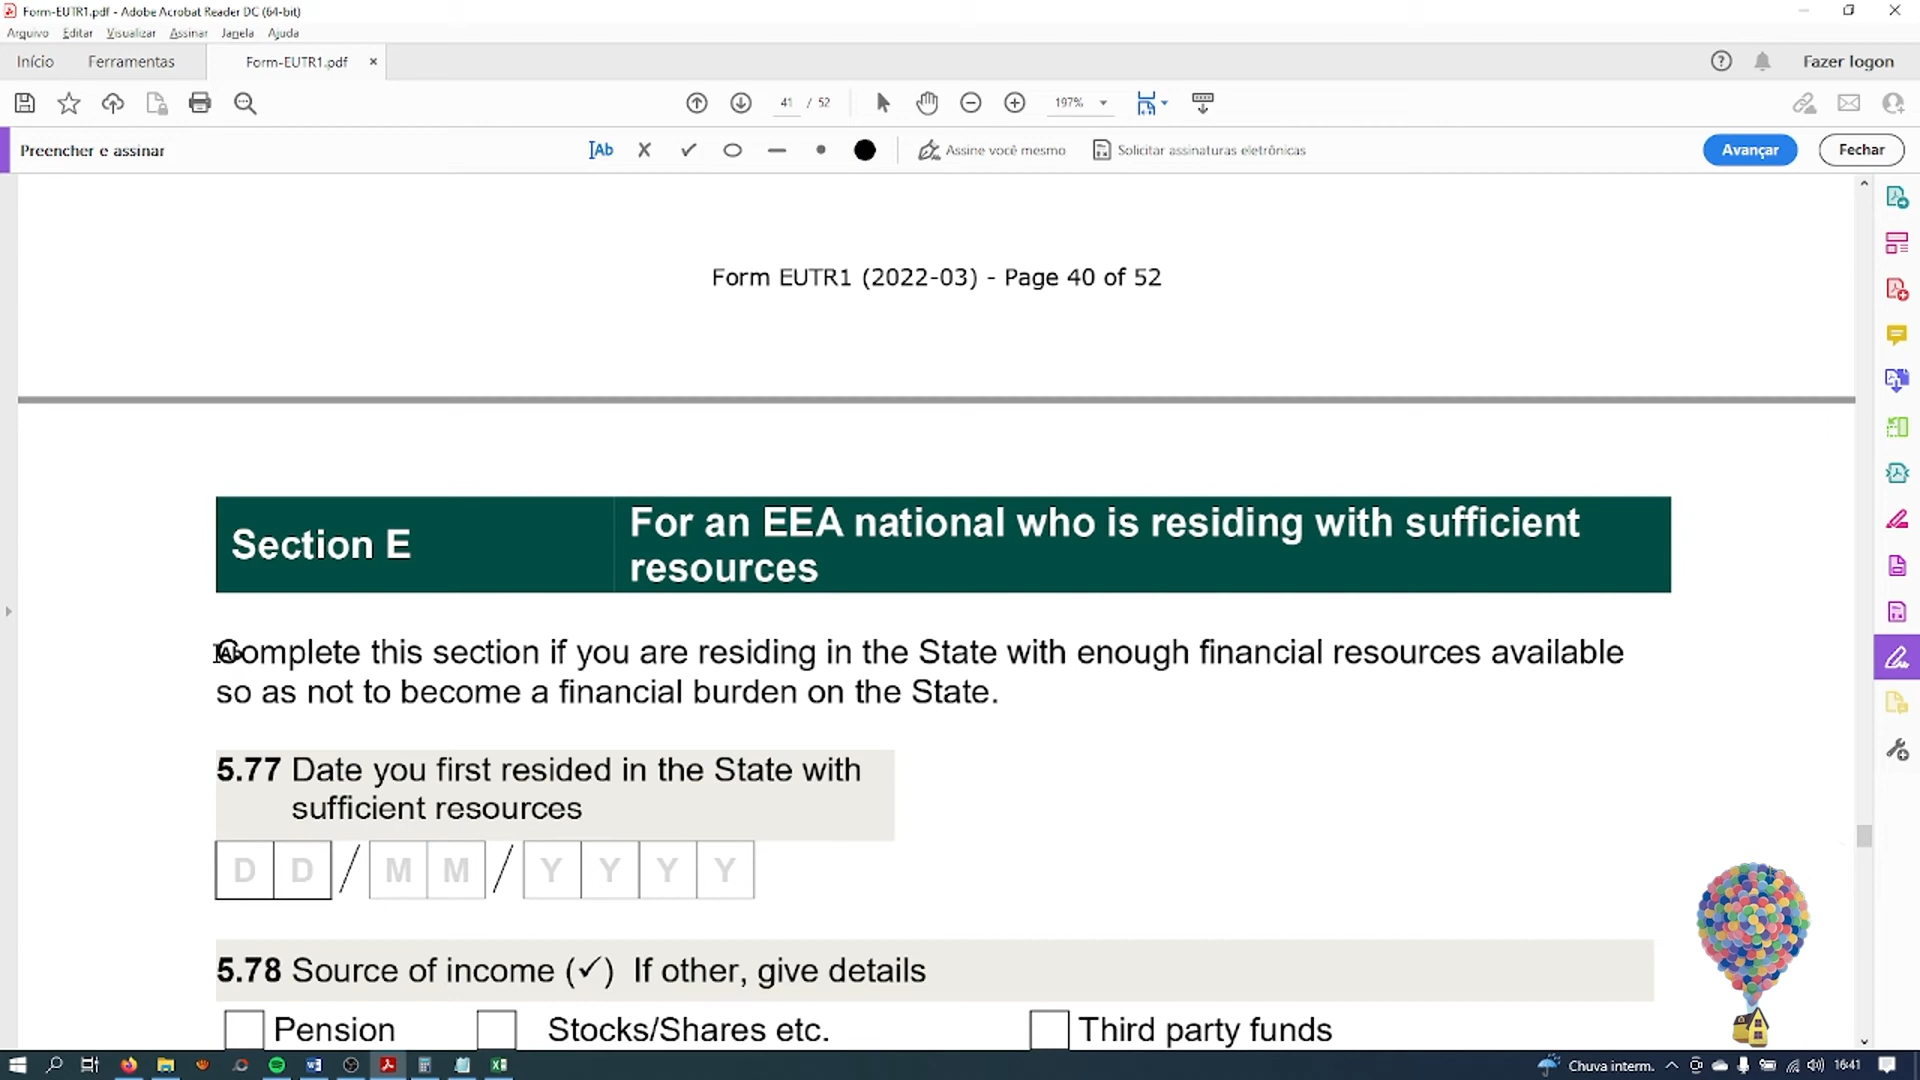 Form-EUTR1.pdf - Adobe Acrobat Reader DC (64-bit)
Arquivo Editar Visualizar Assinar Janela Ajuda
Início Ferramentas Form-EUTR1.pdf × Fazer logon
41 / 52 197%
Preencher e assinar Ab Assine você mesmo Solicitar assinaturas eletrônicas Avançar Fechar
Form EUTR1 (2022-03) - Page 40 of 52
Section E
For an EEA national who is residing with sufficient
resources
Complete this section if you are residing in the State with enough financial resources available
so as not to become a financial burden on the State.
5.77 Date you first resided in the State with
sufficient resources
D D / M M / Y Y Y Y
5.78 Source of income (✓) If other, give details
Pension Stocks/Shares etc. Third party funds
Chuva interm. 16:41